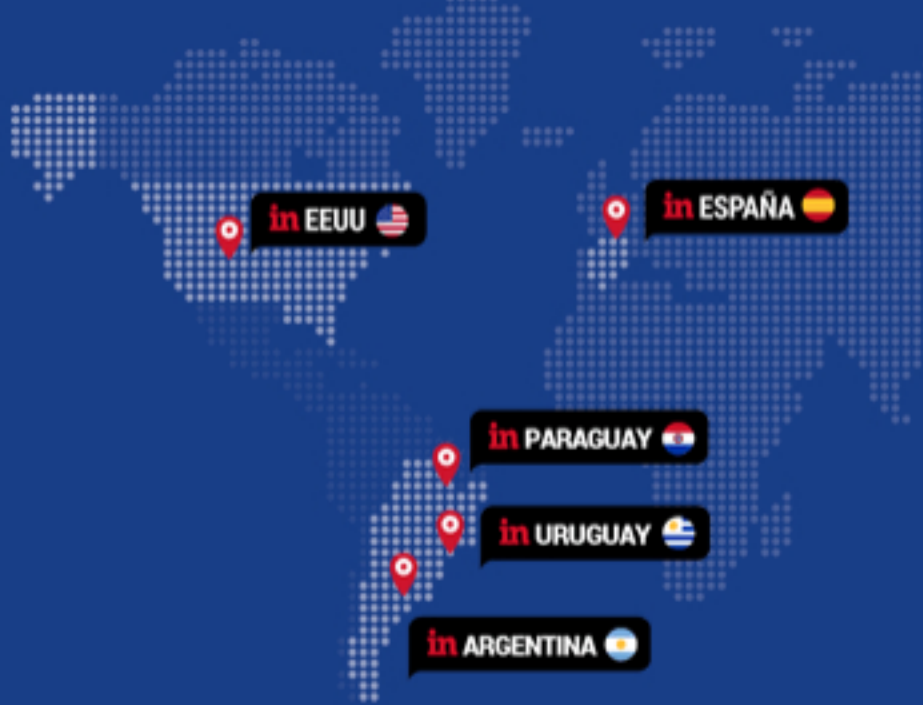 in EEUU
in ESPAÑA
in PARAGUAY
in URUGUAY
in ARGENTINA